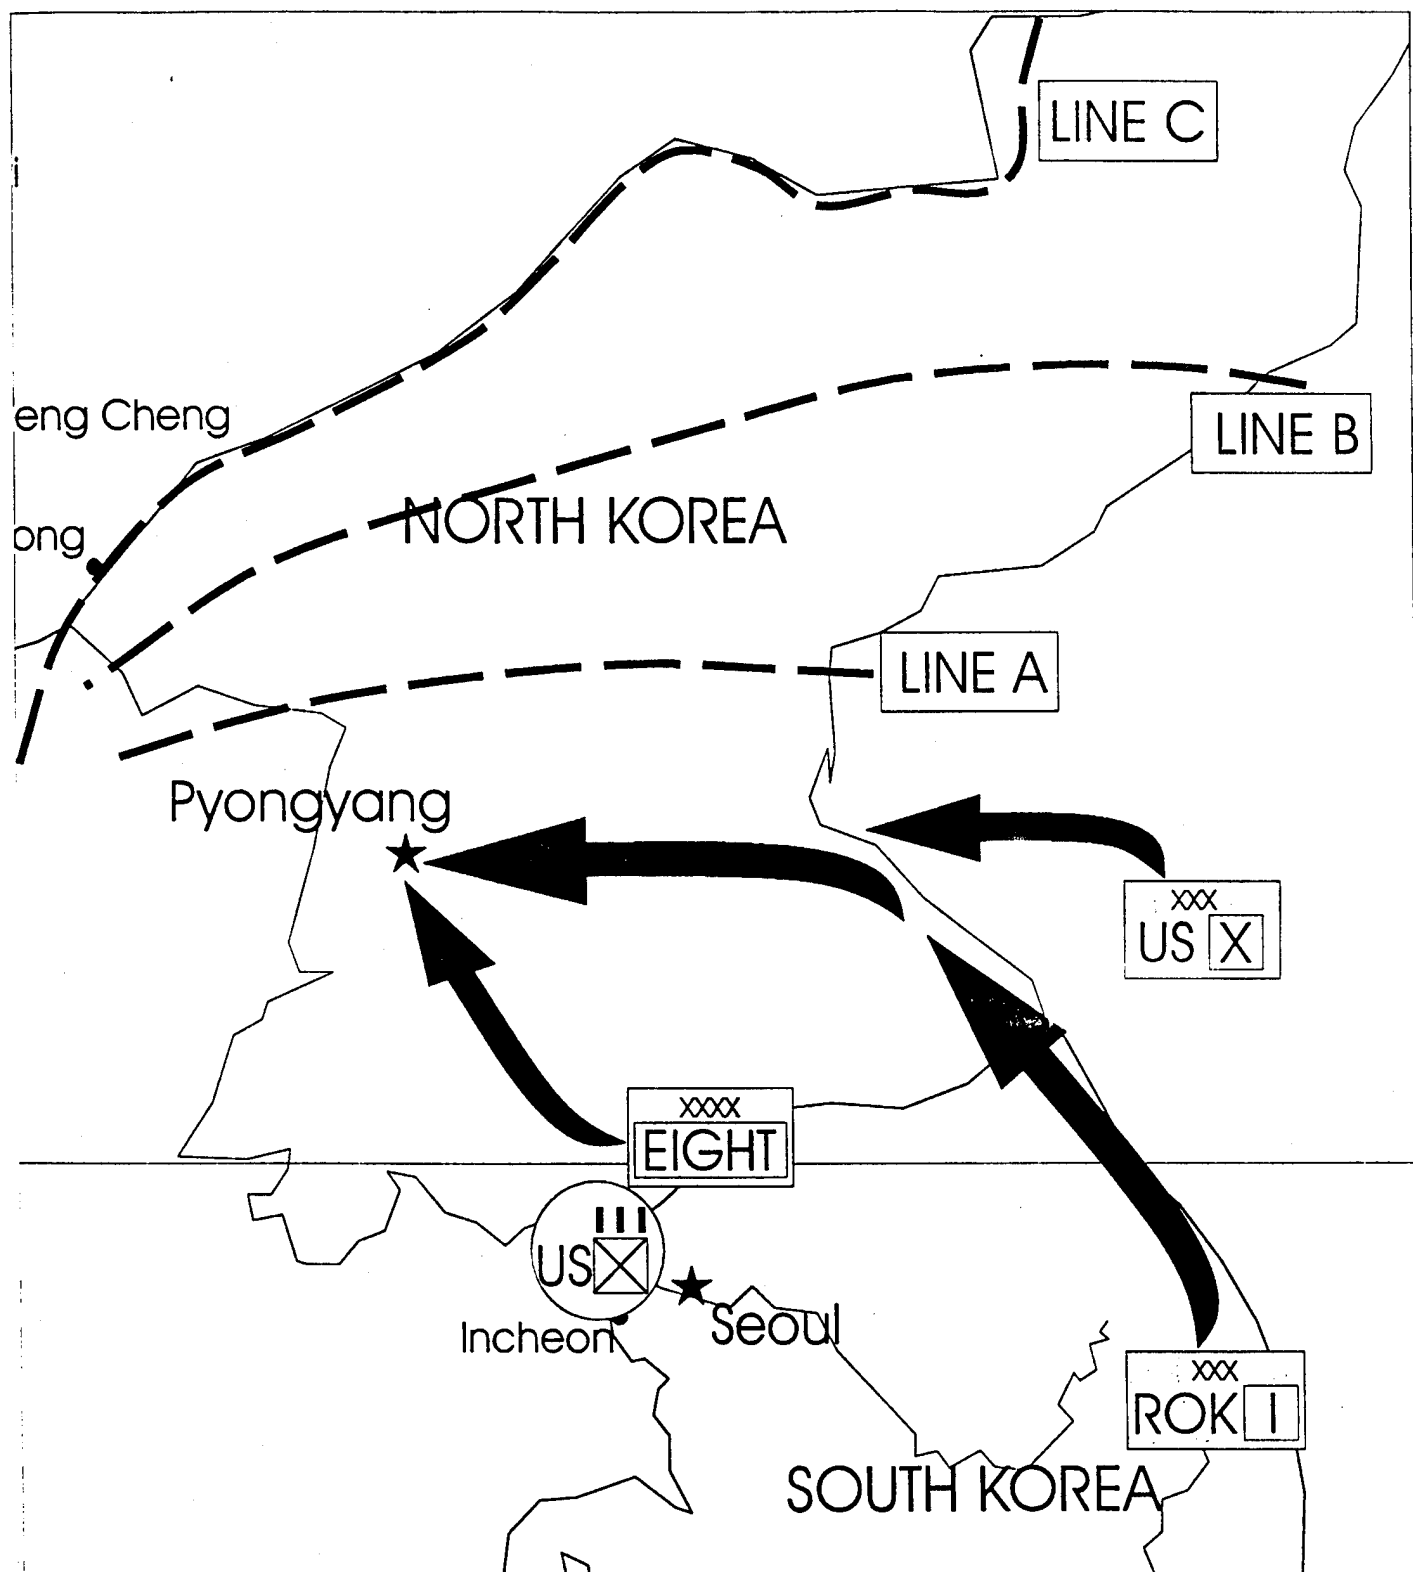 LINE C
i
eng Cheng
LINE B
NORTH KOREA
ong
LINE A
Pyongyang
XXX
US X
XXXX
EIGHT
III
US
Seoul
Incheon
XXX
ROK I
SOUTH KOREA